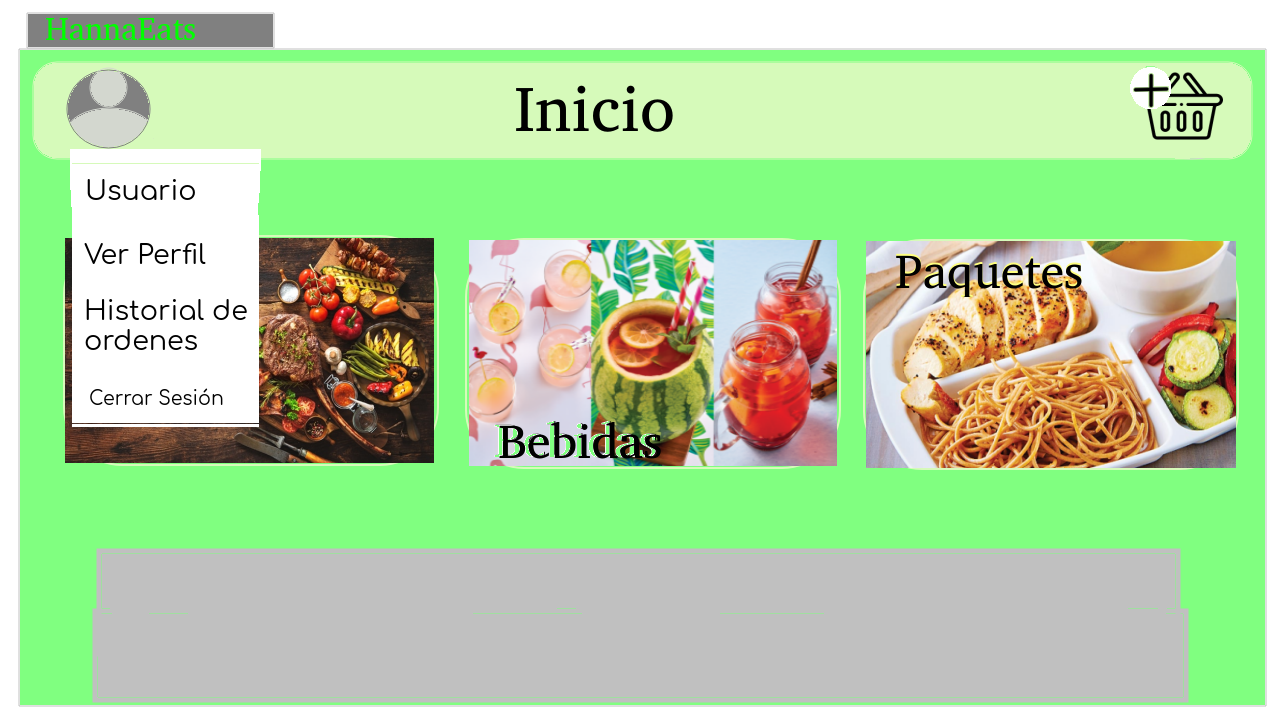 HannaEats
Inicio
Usuario
Ver Perfil
Historial de
ordenes
Cerrar Sesión
Bebidas
Paquetes